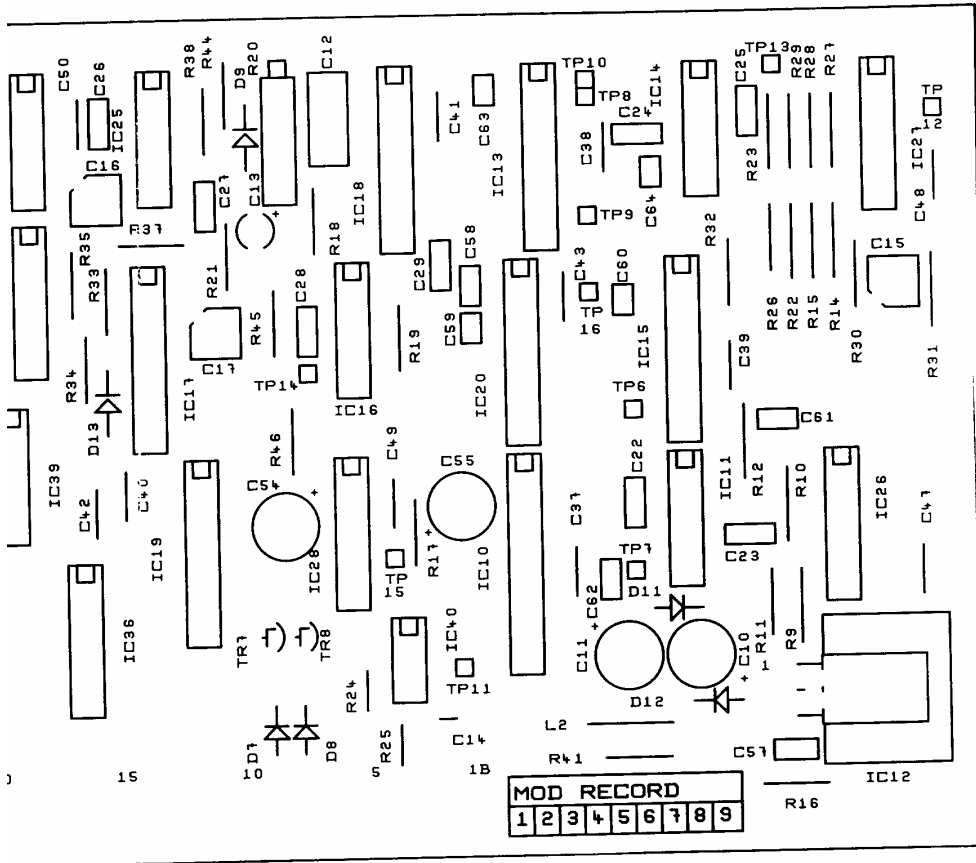 C50
C26
IC25
R38
R44
D9
R20
C12
C41
C63
IC13
TP10
TP8
C24
C38
IC14
C25
TP13
R29
R28
R27
TP
12
IC27
C48
C16
R35
R37
R33
C27
C13
+
R21
R18
IC18
C29
C58
TP9
C64
R32
R23
C15
C17
R45
C28
TP14
IC16
R19
C59
IC20
C43
TP
16
C60
IC15
TP6
C39
R26
R22
R15
R14
R30
R31
R34
D13
IC17
IC39
C42
C40
IC19
R46
C54
+
IC28
C49
C55
R17
+
TP
15
IC10
C37
C22
TP7
IC11
R12
C61
R10
C23
IC26
C47
IC36
TR7
TR8
IC40
TP11
R24
C62
D11
+
C11
C10
+
R11
R9
1
D12
D7
D8
R25
C14
L2
R41
C57
IC12
R16
0
15
10
5
1B
MOD RECORD
1 2 3 4 5 6 7 8 9